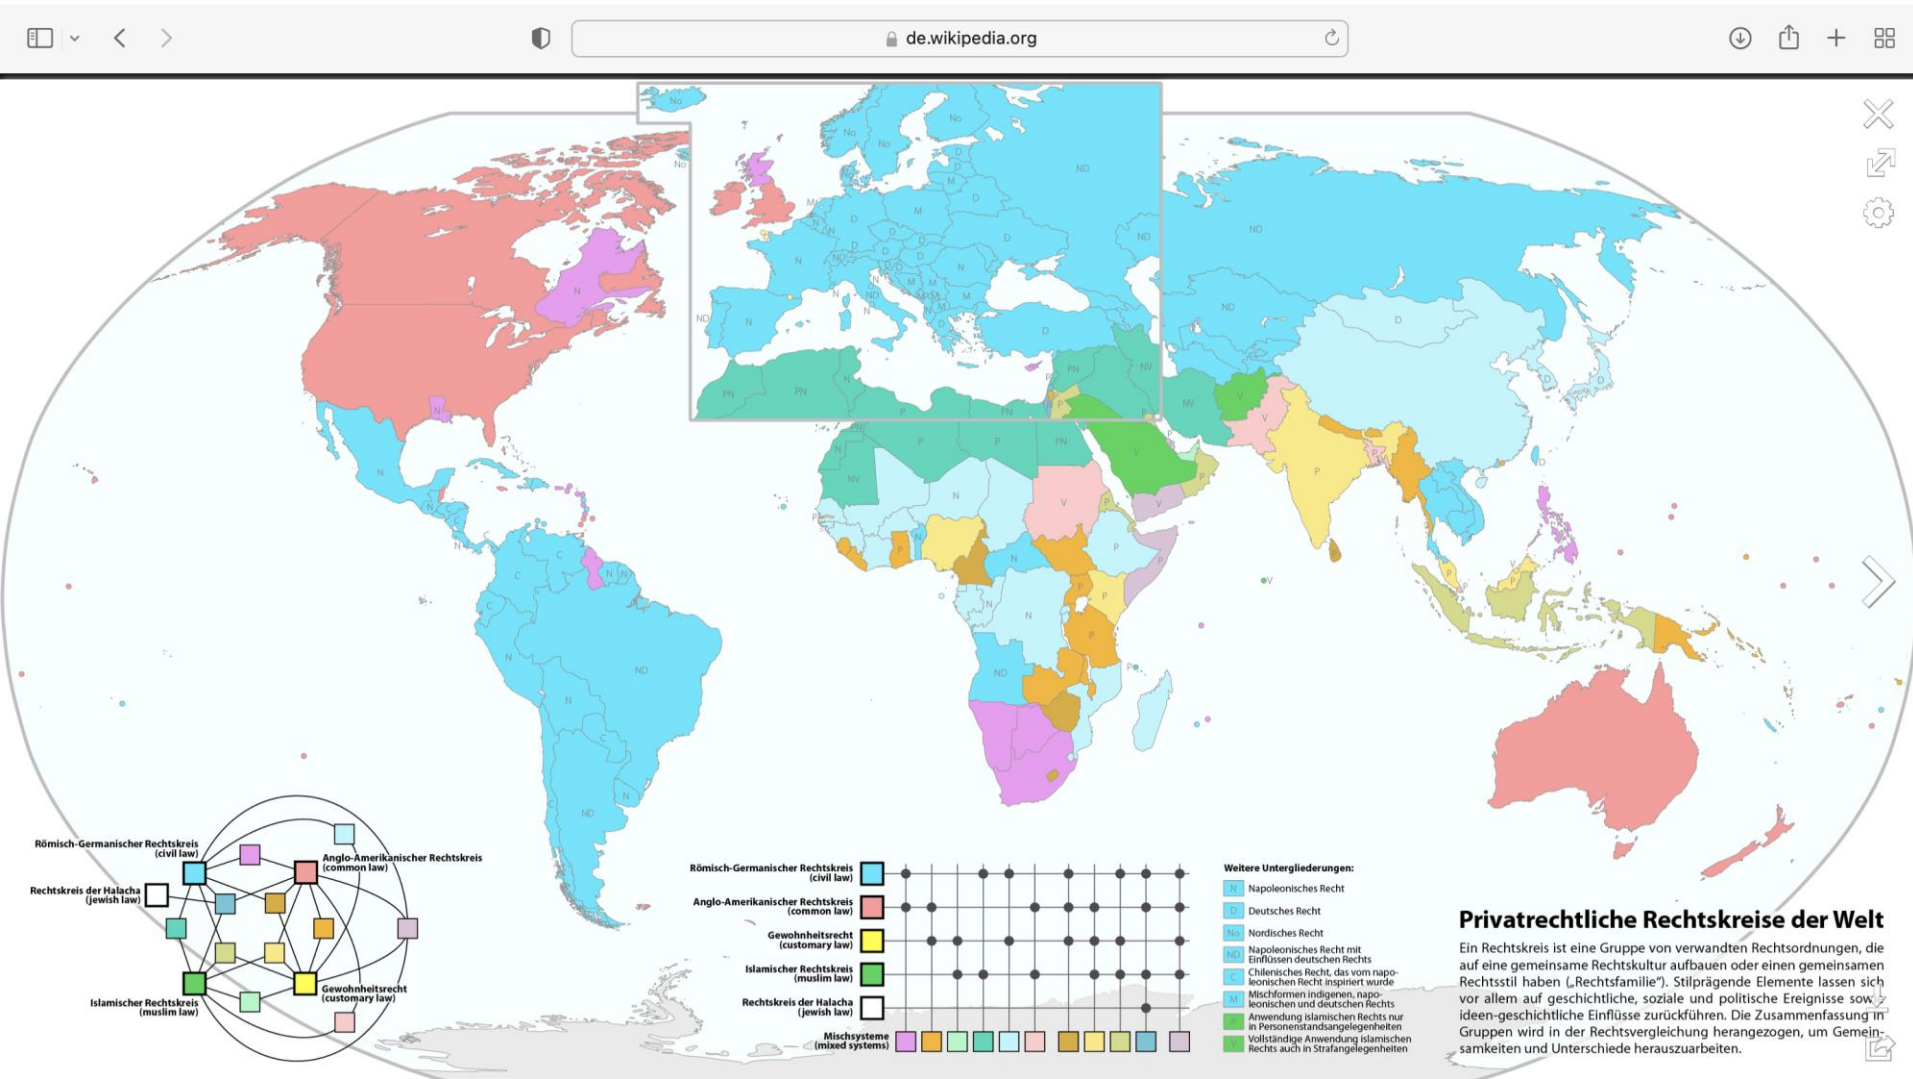 de.wikipedia.org
Römisch-Germanischer Rechtskreis
(civil law)
Anglo-Amerikanischer Rechtskreis
(common law)
Rechtskreis der Halacha
(jewish law)
Islamischer Rechtskreis
(muslim law)
Gewohnheitsrecht
(customary law)
Römisch-Germanischer Rechtskreis
(civil law)
Anglo-Amerikanischer Rechtskreis
(common law)
Gewohnheitsrecht
(customary law)
Islamischer Rechtskreis
(muslim law)
Rechtskreis der Halacha
(jewish law)
Mischsysteme
(mixed systems)
Weitere Untergliederungen:
N Napoleonisches Recht
D Deutsches Recht
No Nordisches Recht
ND Napoleonisches Recht mit
Einflüssen deutschen Rechts
C Chilenisches Recht, das vom napo-
leonischen Recht inspiriert wurde
M Mischformen indigenen, napo-
leonischen und deutschen Rechts
P Anwendung islamischen Rechts nur
in Personenstandsangelegenheiten
V Vollständige Anwendung islamischen
Rechts auch in Strafangelegenheiten
Privatrechtliche Rechtskreise der Welt
Ein Rechtskreis ist eine Gruppe von verwandten Rechtsordnungen, die
auf eine gemeinsame Rechtskultur aufbauen oder einen gemeinsamen
Rechtsstil haben („Rechtsfamilie“). Stilprägende Elemente lassen sich
vor allem auf geschichtliche, soziale und politische Ereignisse sowie
ideen-geschichtliche Einflüsse zurückführen. Die Zusammenfassung in
Gruppen wird in der Rechtsvergleichung herangezogen, um Gemein-
samkeiten und Unterschiede herauszuarbeiten.